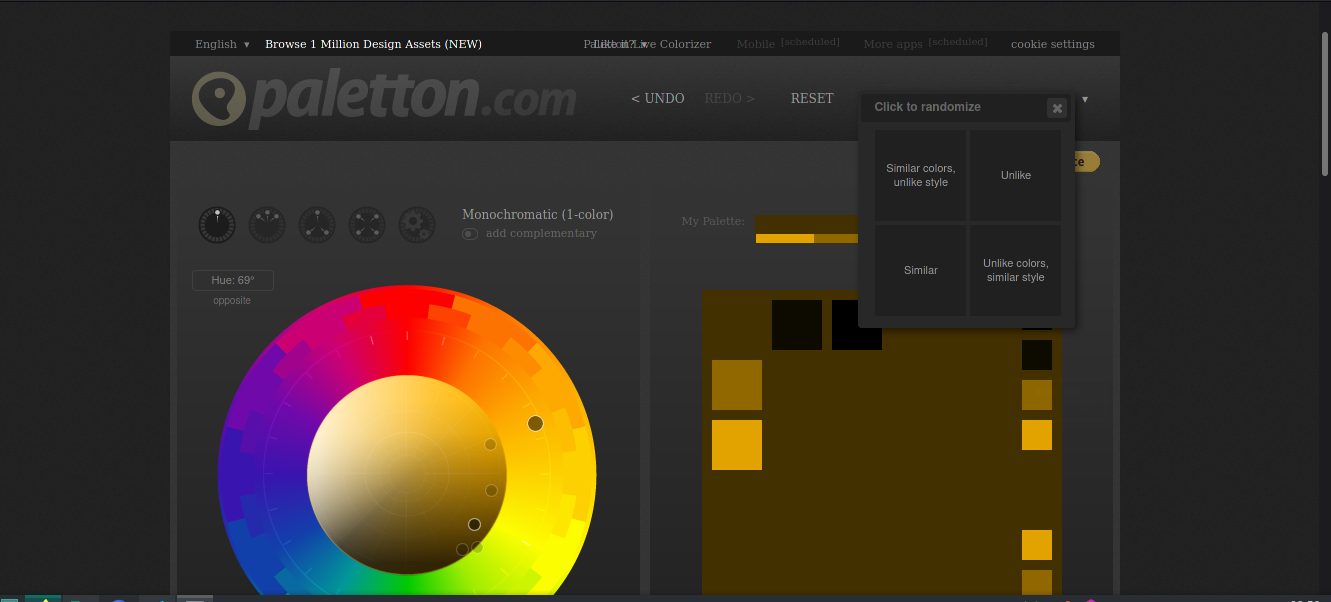 English ▾ Browse 1 Million Design Assets (NEW) Mobile [scheduled] More apps [scheduled] cookie settings
Live Colorizer
paletton.com
< UNDO REDO > RESET
Click to randomize
Similar colors,
unlike style
Unlike
Similar
Unlike colors,
similar style
Monochromatic (1-color)
add complementary
My Palette:
Hue: 69°
opposite